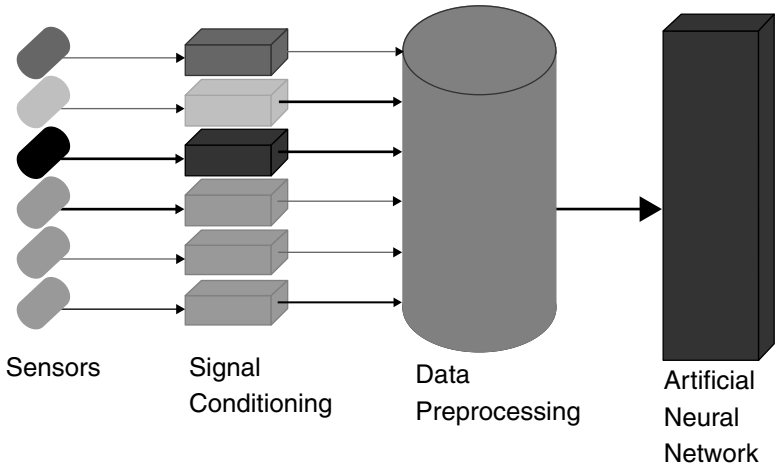 Sensors
Signal
Conditioning
Data
Preprocessing
Artificial
Neural
Network